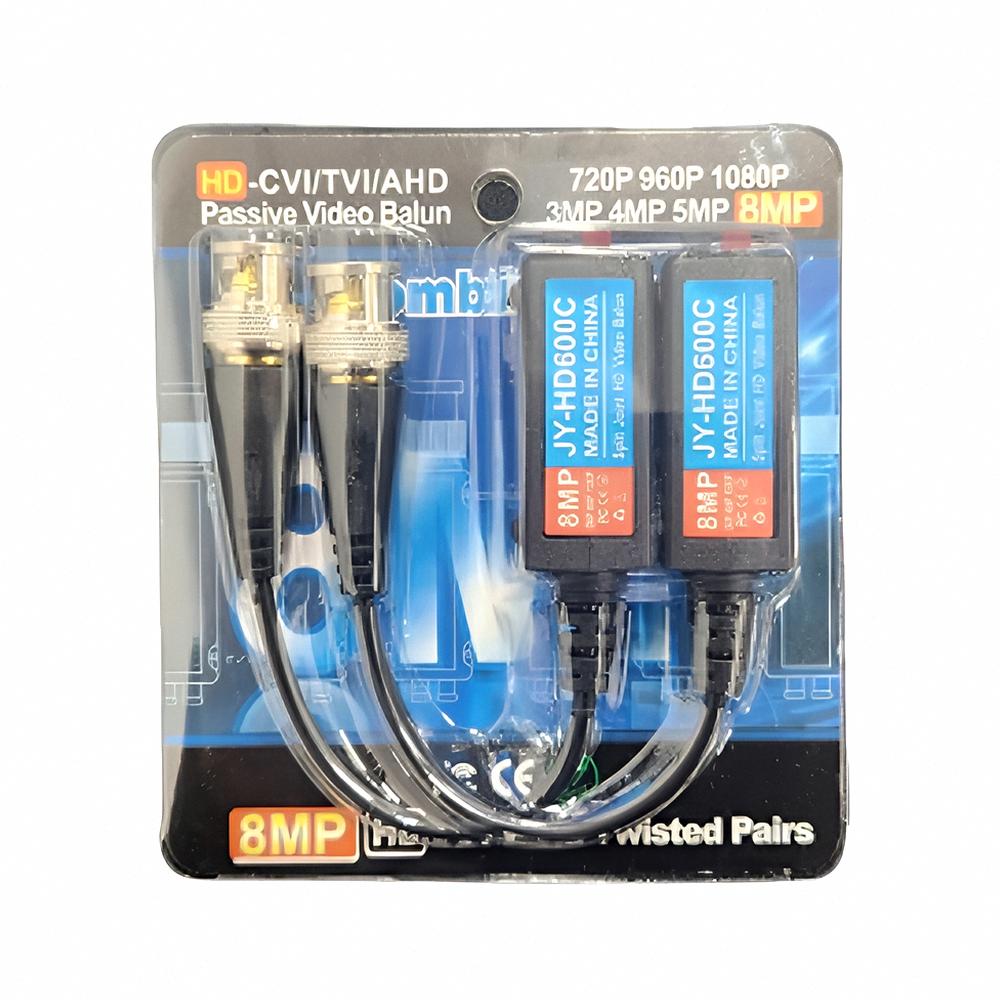 HD-CVI/TVI/AHD
Passive Video Balun
720P 960P 1080P
3MP 4MP 5MP 8MP
JY-HD600C
MADE IN CHINA
8MP
JY-HD600C
MADE IN CHINA
8MP
CE
8MP
Twisted Pairs